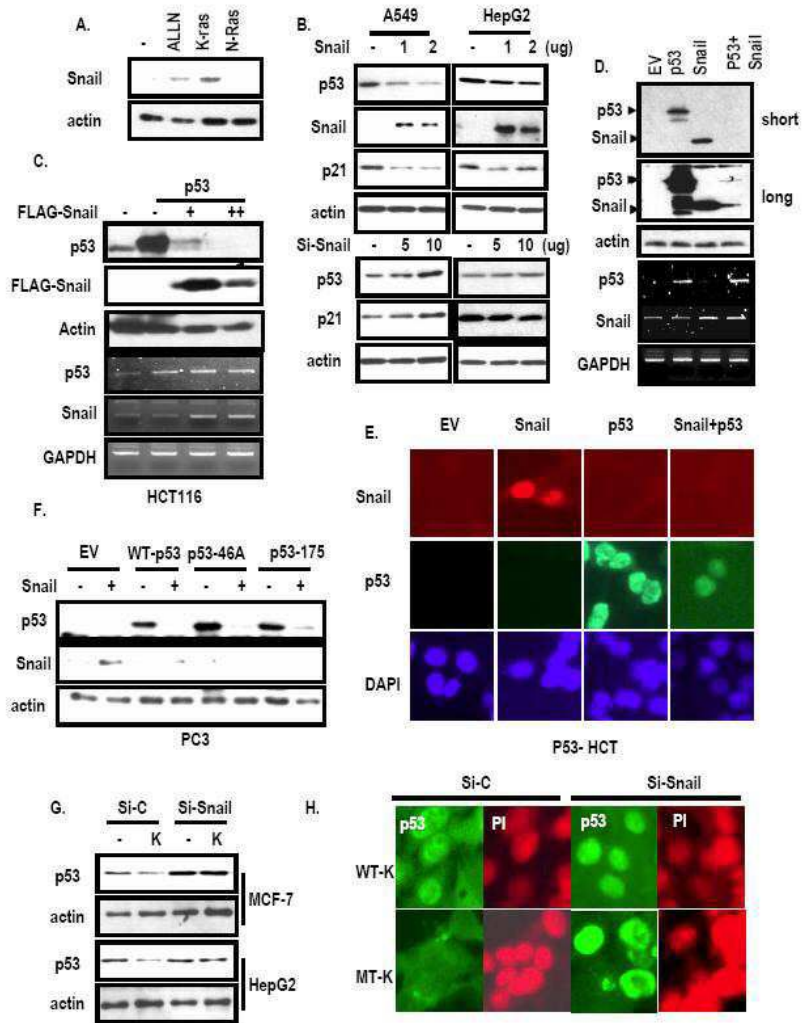 A.
- ALLN K-ras N-Ras
Snail
actin
B.
A549 HepG2
Snail - 1 2 - 1 2 (ug)
p53
Snail
p21
actin
Si-Snail - 5 10 - 5 10 (ug)
p53
p21
actin
C.
p53
FLAG-Snail - - + ++
p53
FLAG-Snail
Actin
p53
Snail
GAPDH
HCT116
D.
EV p53 Snail P53+ Snail
p53
Snail
short
p53
Snail
long
actin
p53
Snail
GAPDH
E.
EV Snail p53 Snail+p53
Snail
p53
DAPI
P53- HCT
F.
EV WT-p53 p53-46A p53-175
Snail - + - + - + - +
p53
Snail
actin
PC3
G.
Si-C Si-Snail
- K - K
p53
actin
MCF-7
p53
actin
HepG2
H.
Si-C Si-Snail
p53 PI p53 PI
WT-K
MT-K